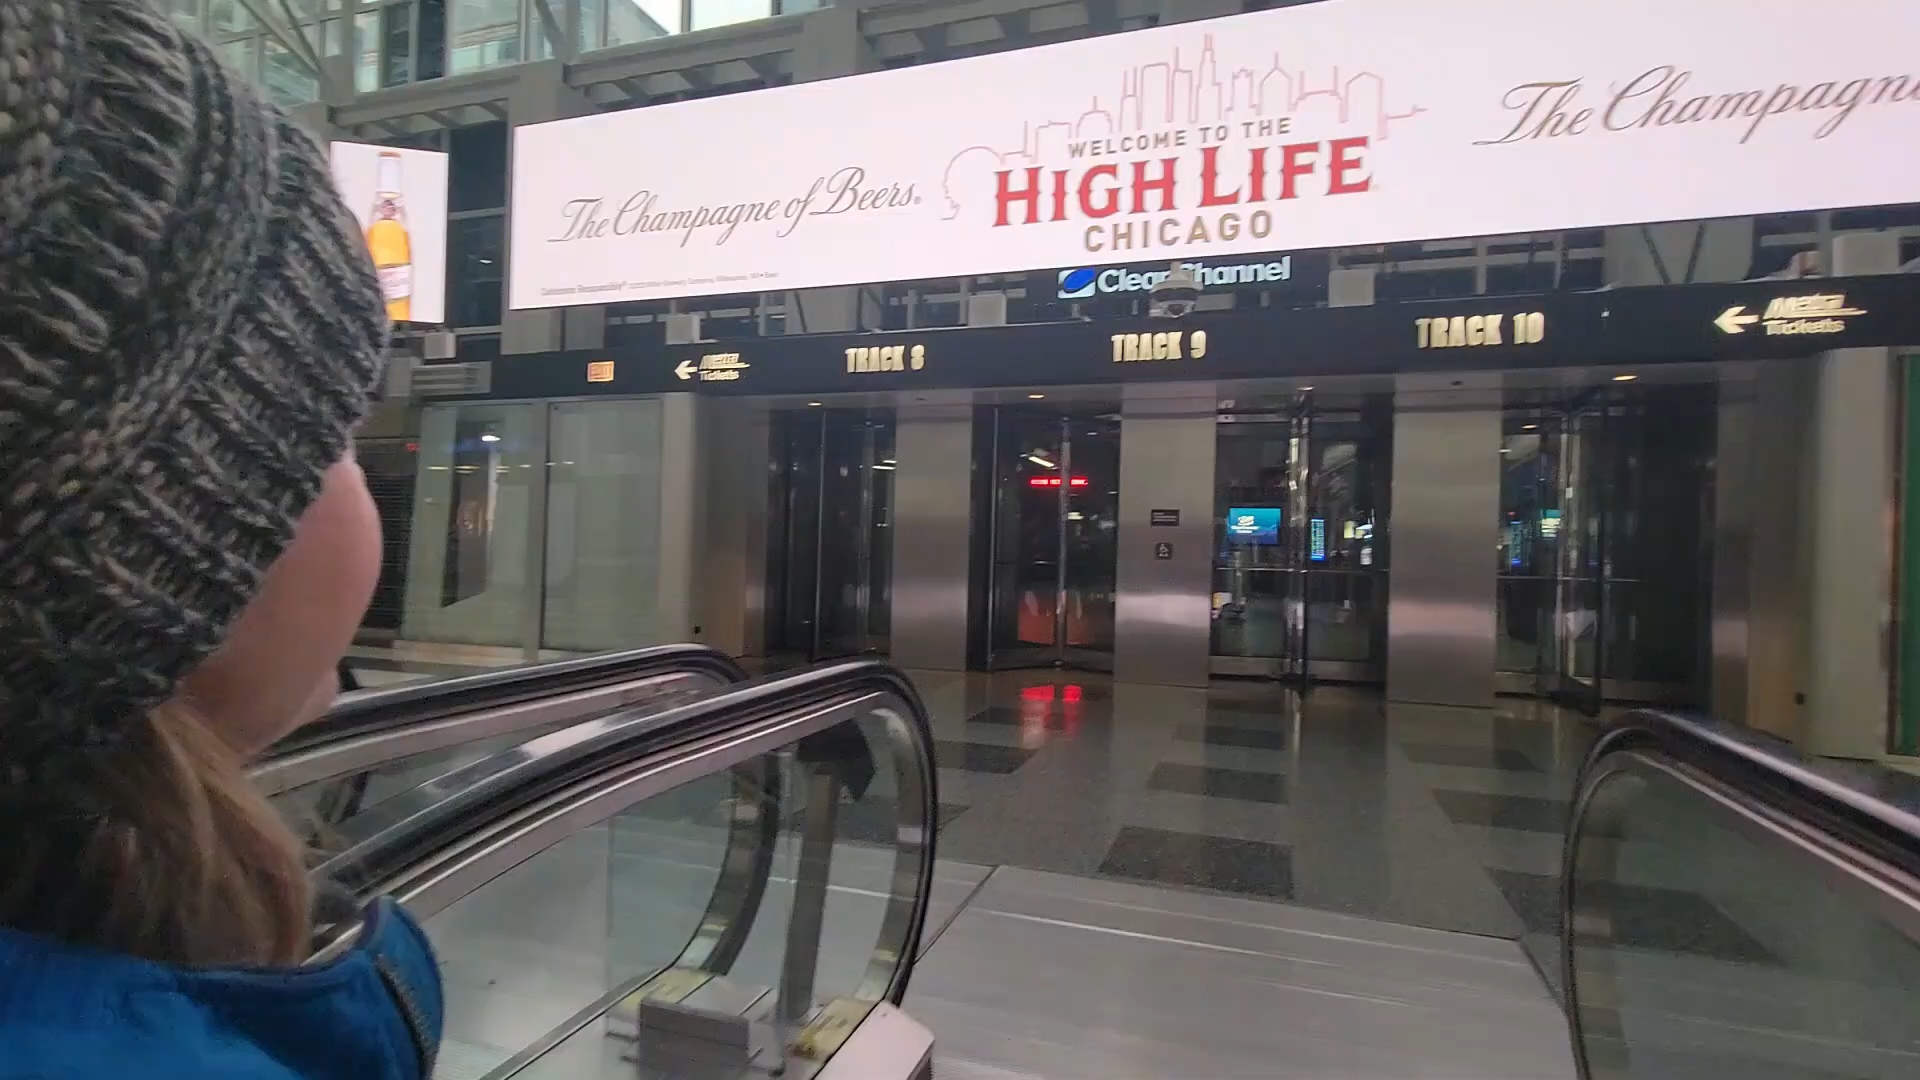 The Champagne of Beers.
WELCOME TO THE
HIGH LIFE
CHICAGO
The Champagne
Clear Channel
EXIT
Metra
Tickets
TRACK 8
TRACK 9
TRACK 10
Metra
Tickets